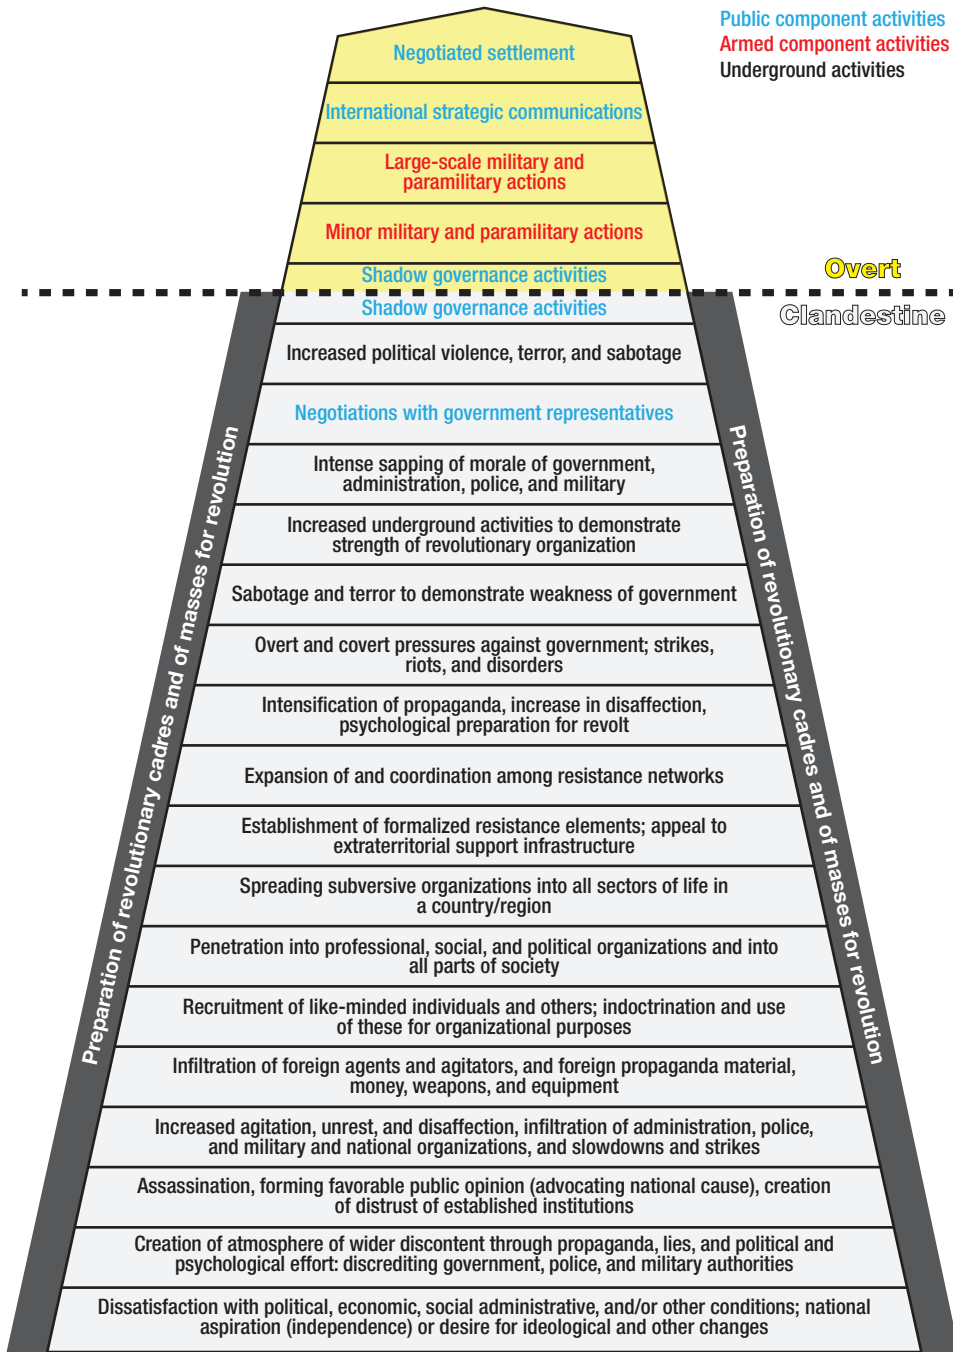 Public component activities
Armed component activities
Underground activities
Negotiated settlement
International strategic communications
Large-scale military and
paramilitary actions
Minor military and paramilitary actions
Shadow governance activities
Overt
Clandestine
Shadow governance activities
Increased political violence, terror, and sabotage
Negotiations with government representatives
Intense sapping of morale of government,
administration, police, and military
Increased underground activities to demonstrate
strength of revolutionary organization
Sabotage and terror to demonstrate weakness of government
Overt and covert pressures against government; strikes,
riots, and disorders
Intensification of propaganda, increase in disaffection,
psychological preparation for revolt
Expansion of and coordination among resistance networks
Establishment of formalized resistance elements; appeal to
extraterritorial support infrastructure
Spreading subversive organizations into all sectors of life in
a country/region
Penetration into professional, social, and political organizations and into
all parts of society
Recruitment of like-minded individuals and others; indoctrination and use
of these for organizational purposes
Infiltration of foreign agents and agitators, and foreign propaganda material,
money, weapons, and equipment
Increased agitation, unrest, and disaffection, infiltration of administration, police,
and military and national organizations, and slowdowns and strikes
Assassination, forming favorable public opinion (advocating national cause), creation
of distrust of established institutions
Creation of atmosphere of wider discontent through propaganda, lies, and political and
psychological effort: discrediting government, police, and military authorities
Dissatisfaction with political, economic, social administrative, and/or other conditions; national
aspiration (independence) or desire for ideological and other changes
Preparation of revolutionary cadres and of masses for revolution
Preparation of revolutionary cadres and of masses for revolution